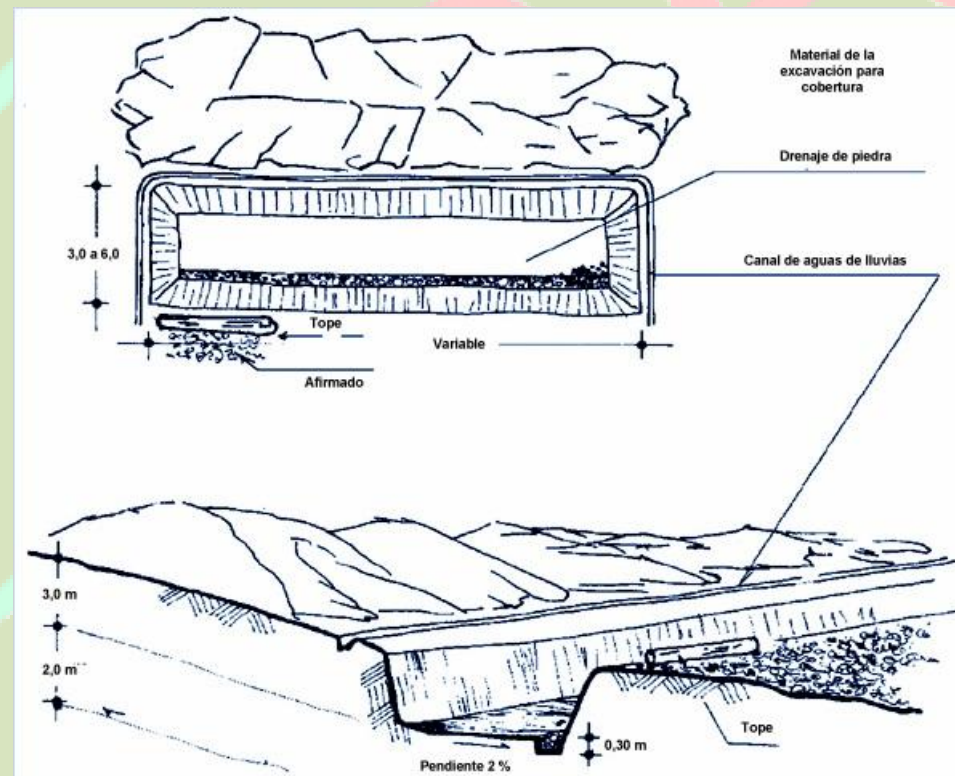 Material de la
excavación para
cobertura
Drenaje de piedra
3,0 a 6,0
Canal de aguas de lluvias
Tope
Variable
Afirmado
3,0 m
2,0 m
Tope
0,30 m
Pendiente 2 %